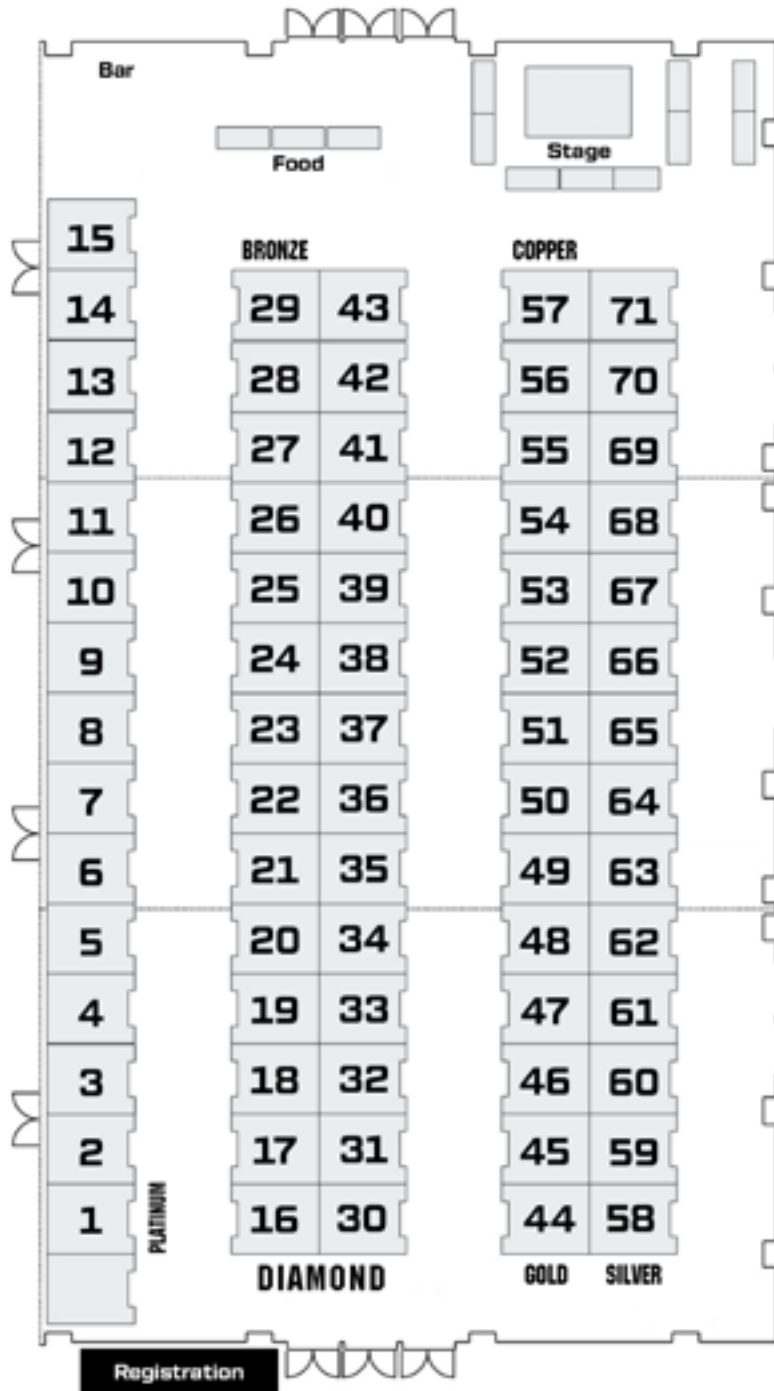 Bar
Food
Stage
15
BRONZE
COPPER
14 29 43 57 71
13 28 42 56 70
12 27 41 55 69
11 26 40 54 68
10 25 39 53 67
9 24 38 52 66
8 23 37 51 65
7 22 36 50 64
6 21 35 49 63
5 20 34 48 62
4 19 33 47 61
3 18 32 46 60
2 17 31 45 59
1 16 30 44 58
PLATINUM
DIAMOND
GOLD
SILVER
Registration